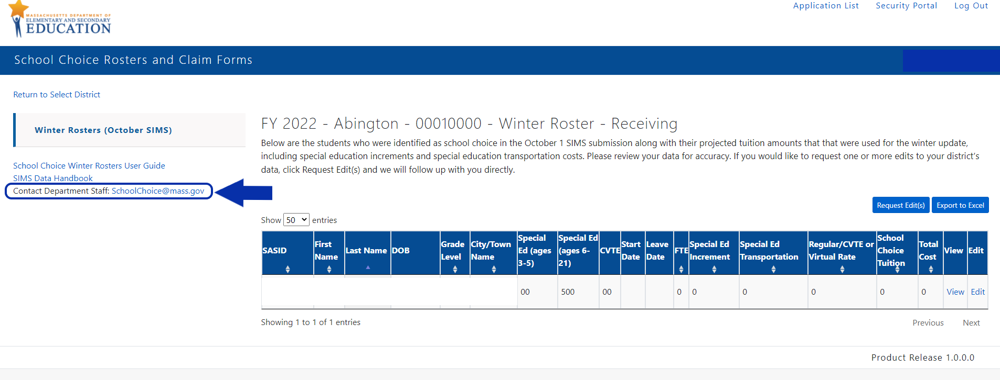 MASSACHUSETTS DEPARTMENT OF
ELEMENTARY AND SECONDARY
EDUCATION
Application List Security Portal Log Out
School Choice Rosters and Claim Forms
Return to Select District
Winter Rosters (October SIMS)
School Choice Winter Rosters User Guide
SIMS Data Handbook
Contact Department Staff: SchoolChoice@mass.gov
FY 2022 - Abington - 00010000 - Winter Roster - Receiving
Below are the students who were identified as school choice in the October 1 SIMS submission along with their projected tuition amounts that that were used for the winter update,
including special education increments and special education transportation costs. Please review your data for accuracy. If you would like to request one or more edits to your district's
data, click Request Edit(s) and we will follow up with you directly.
Request Edit(s) Export to Excel
Show 50 entries
SASID First Name Last Name DOB Grade Level City/Town Name Special Ed (ages 3-5) Special Ed (ages 6-21) CVTE Start Date Leave Date FTE Special Ed Increment Special Ed Transportation Regular/CVTE or Virtual Rate School Choice Tuition Total Cost View Edit
00 500 00 0 0 0 0 0 0 View Edit
Showing 1 to 1 of 1 entries
Previous Next
Product Release 1.0.0.0